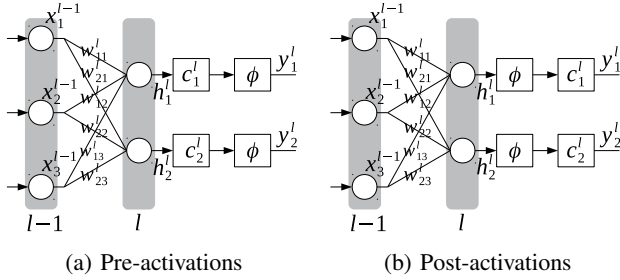 x_1^{l-1}
w_{11}^l
w_{21}^l
h_1^l
c_1^l
ϕ
y_1^l
x_2^{l-1}
w_{12}^l
w_{22}^l
h_2^l
c_2^l
ϕ
y_2^l
x_3^{l-1}
w_{13}^l
w_{23}^l
l−1
l
(a) Pre-activations
x_1^{l-1}
w_{11}^l
w_{21}^l
h_1^l
ϕ
c_1^l
y_1^l
x_2^{l-1}
w_{12}^l
w_{22}^l
h_2^l
ϕ
c_2^l
y_2^l
x_3^{l-1}
w_{13}^l
w_{23}^l
l−1
l
(b) Post-activations